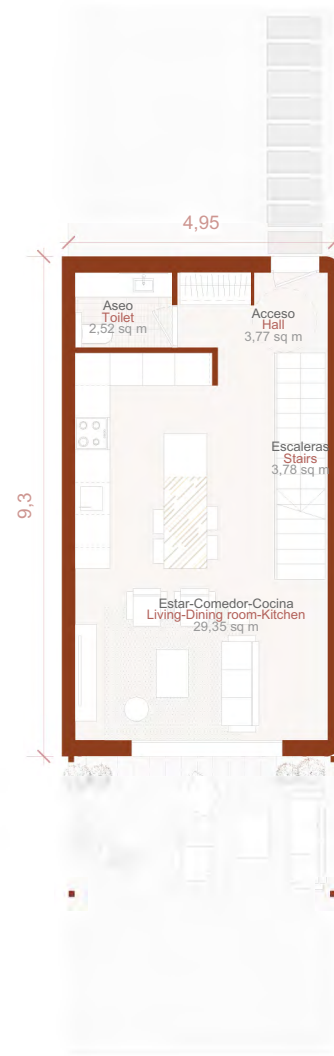 4,95
Aseo
Toilet
2,52 sq m
Acceso
Hall
3,77 sq m
Escaleras
Stairs
3,78 sq m
9,3
Estar-Comedor-Cocina
Living-Dining room-Kitchen
29,35 sq m